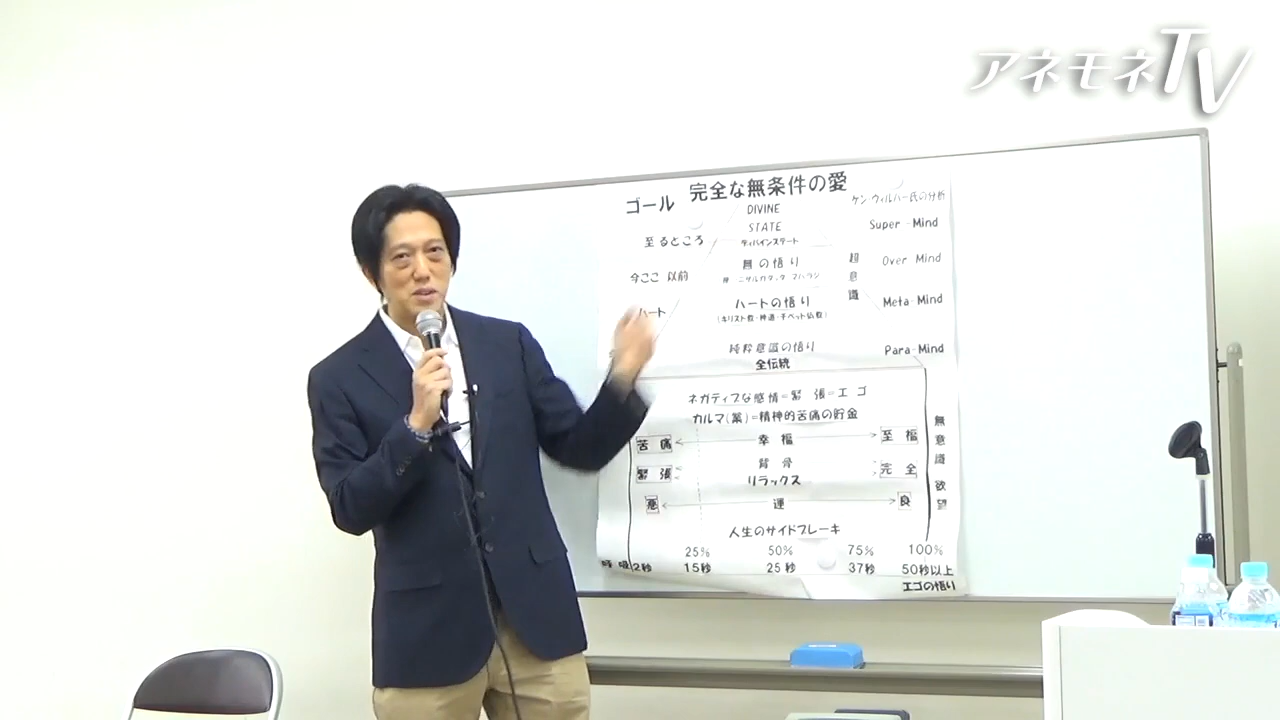 アネモネTV
ゴール 完全な無条件の愛
ケン・ウィルバー氏の分析
DIVINE
STATE
ディバインステート
Super-Mind
至るところ
無の悟り
超意識
Over Mind
今ここ 以前
ハートの悟り
(キリスト教・神道・チベット仏教)
Meta-Mind
ハート
純粋意識の悟り
Para-Mind
全伝統
ネガティブな感情=緊張=エゴ
カルマ(業)=精神的苦痛の貯金
無意識 欲望
苦痛 幸福 至福
緊張 背骨 完全
リラックス
悪 運 良
人生のサイドブレーキ
25% 50% 75% 100%
呼吸2秒 15秒 25秒 37秒 50秒以上
エゴの悟り